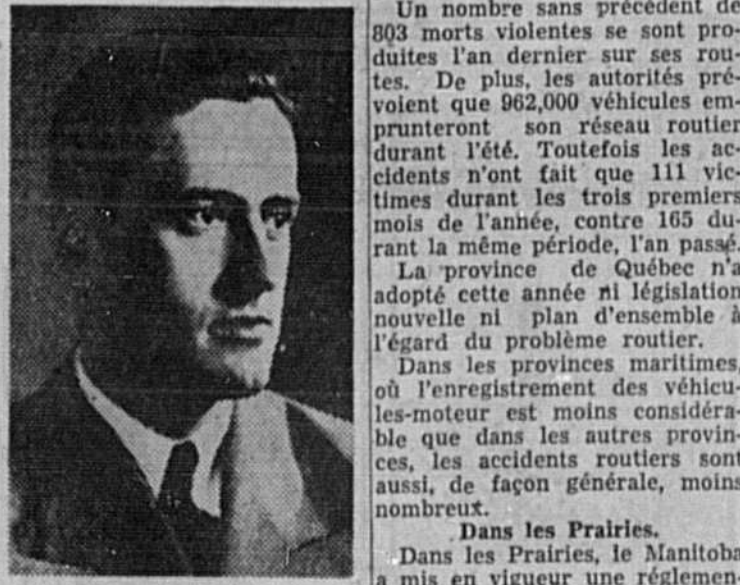 Un nombre sans précédent de
803 morts violentes se sont pro-
duites l'an dernier sur ses rou-
tes. De plus, les autorités pré-
voient que 962,000 véhicules em-
prunteront son réseau routier
durant l'été. Toutefois les ac-
cidents n'ont fait que 111 vic-
times durant les trois premiers
mois de l'année, contre 165 du-
rant la même période, l'an passé.
La province de Québec n'a
adopté cette année ni législation
nouvelle ni plan d'ensemble à
l'égard du problème routier.
Dans les provinces maritimes,
où l'enregistrement des véhicu-
les-moteur est moins considéra-
ble que dans les autres provin-
ces, les accidents routiers sont
aussi, de façon générale, moins
nombreux.
Dans les Prairies.
Dans les Prairies, le Manitoba
a mis en vigueur une réglemen-